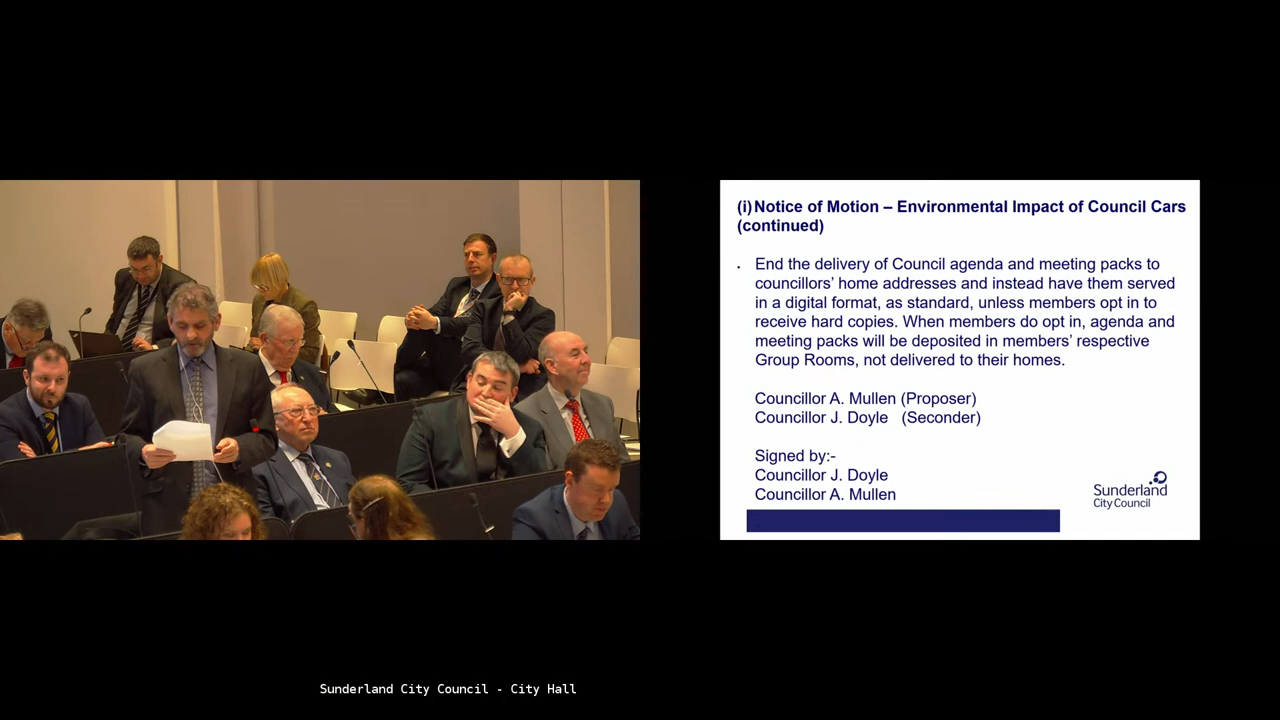 (i) Notice of Motion – Environmental Impact of Council Cars
(continued)
. End the delivery of Council agenda and meeting packs to
councillors’ home addresses and instead have them served
in a digital format, as standard, unless members opt in to
receive hard copies. When members do opt in, agenda and
meeting packs will be deposited in members’ respective
Group Rooms, not delivered to their homes.
Councillor A. Mullen (Proposer)
Councillor J. Doyle (Seconder)
Signed by:-
Councillor J. Doyle
Councillor A. Mullen
Sunderland
City Council
Sunderland City Council - City Hall